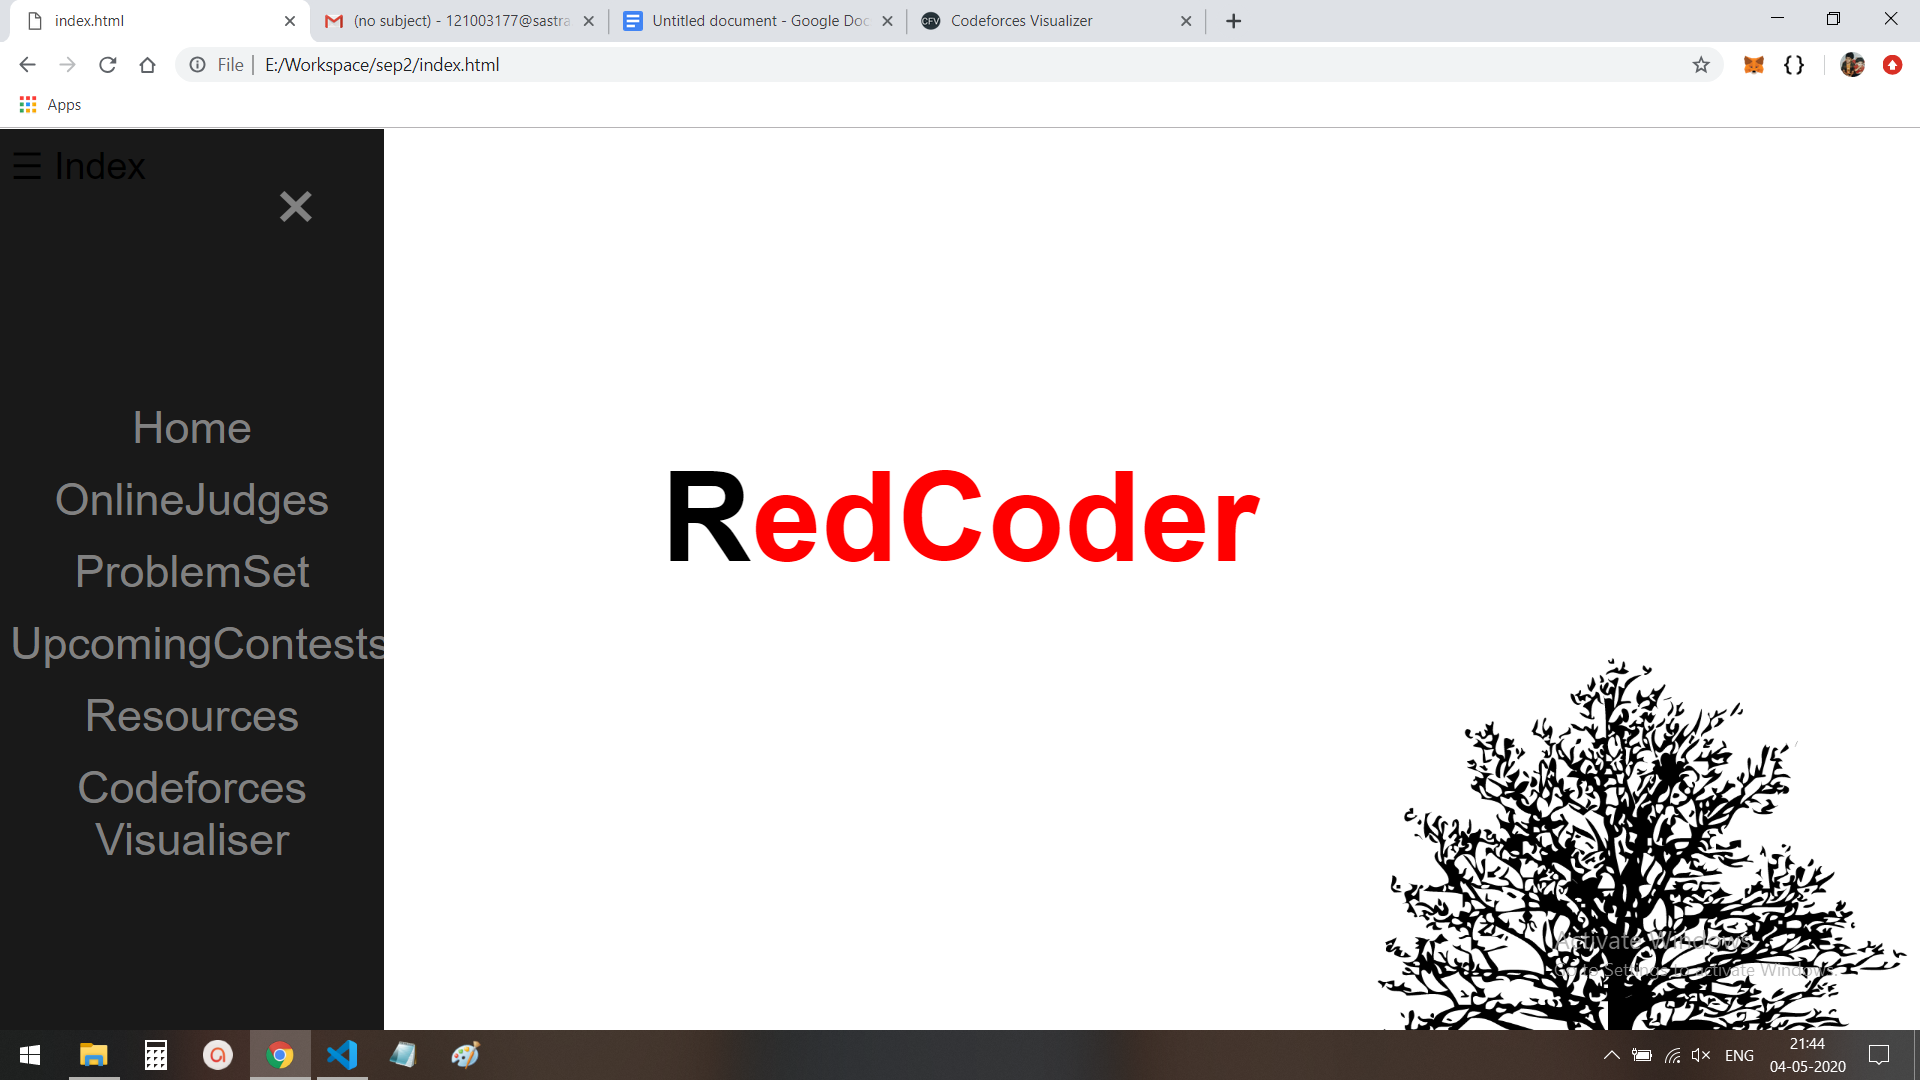 index.html
(no subject) - 121003177@sastra
Untitled document - Google Doc
CFV Codeforces Visualizer
File
E:/Workspace/sep2/index.html
Apps
☰ Index
×
Home
OnlineJudges
ProblemSet
UpcomingContests
Resources
Codeforces
Visualiser
RedCoder
Activate Windows
Go to Settings to activate Windows.
ENG
21:44
04-05-2020